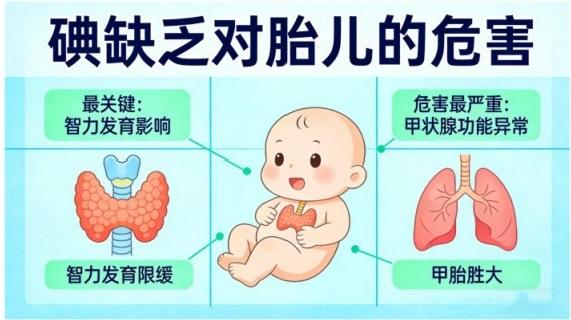 碘缺乏对胎儿的危害
最关键：
智力发育影响
危害最严重：
甲状腺功能异常
智力发育限缓
甲胎胜大